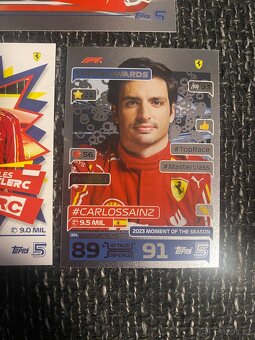 WARDS
#TopRace
56
#Masterclass
#CARLOSSAINZ
9.5 MIL
2023 MOMENT OF THE SEASON
89
ATTACK
DEFENCE
91
topps
5
LES
LERC
RC
9.0 MIL
topps
5
topps